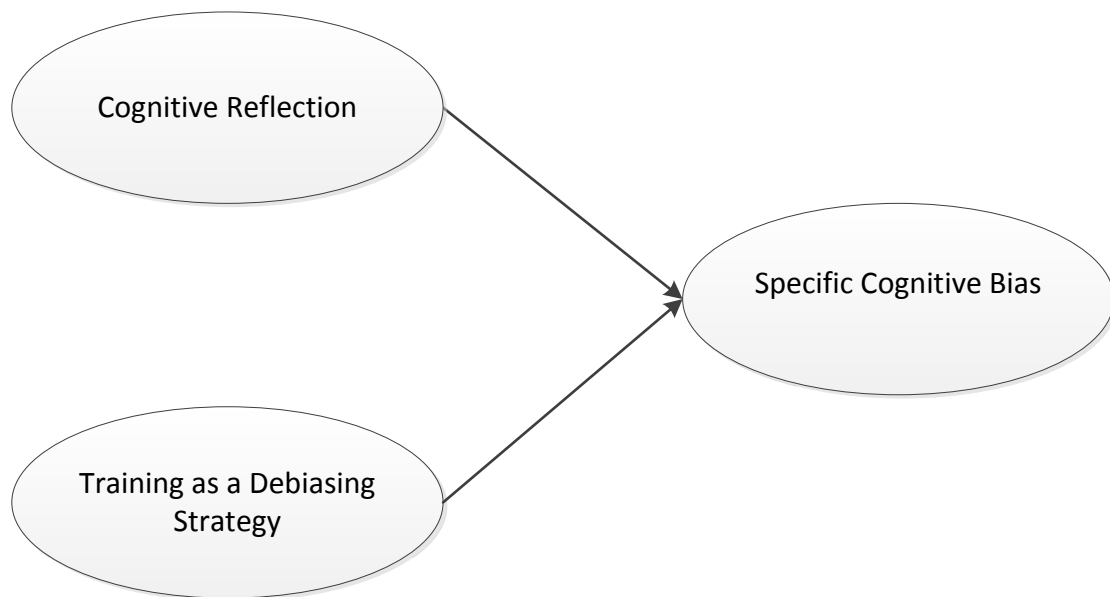 Cognitive Reflection
Specific Cognitive Bias
Training as a Debiasing
Strategy